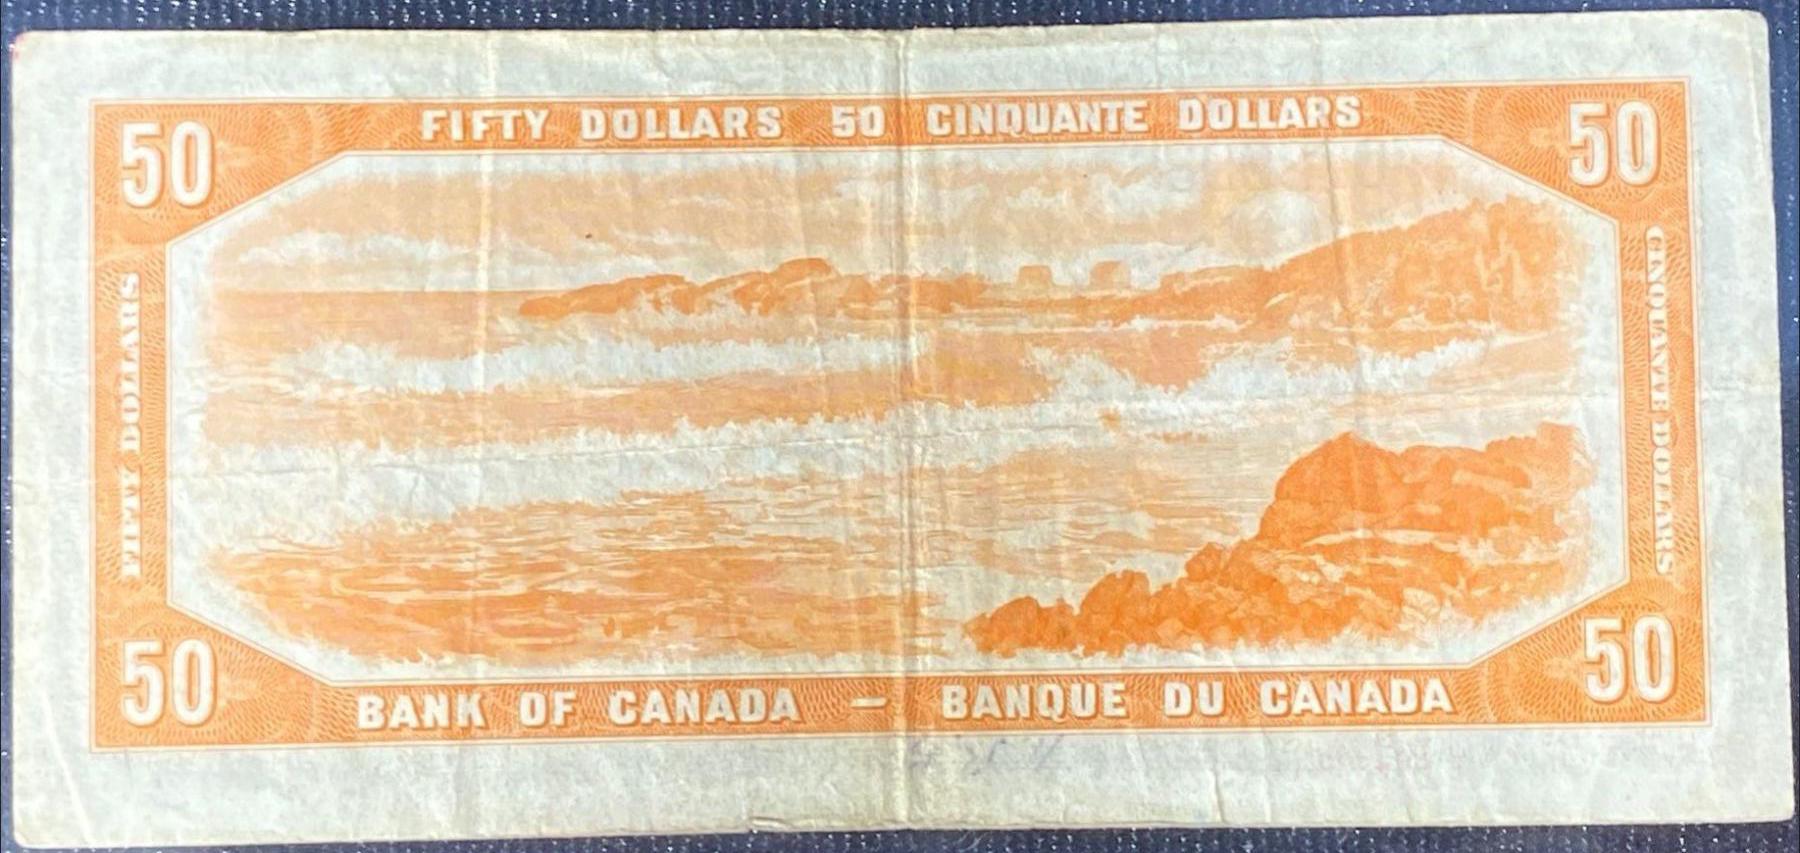 FIFTY DOLLARS 50 CINQUANTE DOLLARS
50
50
FIFTY DOLLARS
CINQUANTE DOLLARS
50
50
BANK OF CANADA – BANQUE DU CANADA